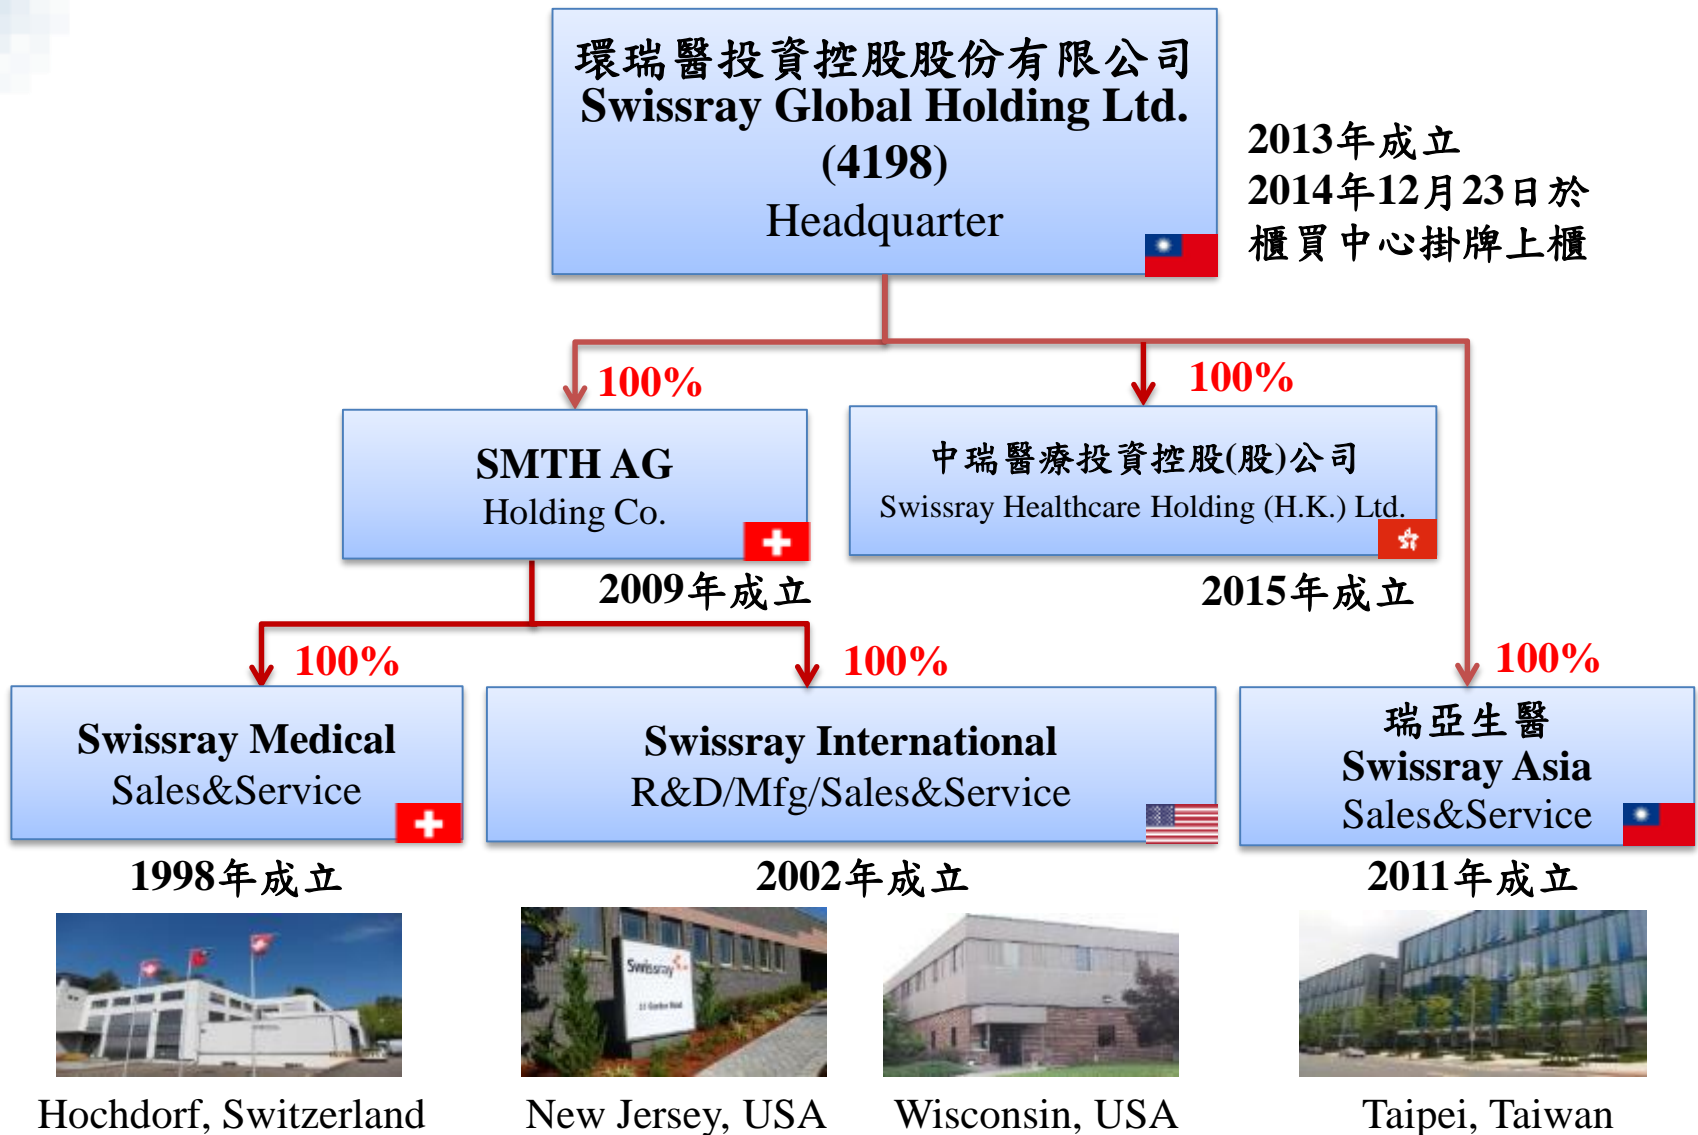 環瑞醫投資控股股份有限公司
Swissray Global Holding Ltd.
(4198)
Headquarter
2013年成立
2014年12月23日於
櫃買中心掛牌上櫃
100%
100%
SMTH AG
Holding Co.
中瑞醫療投資控股(股)公司
Swissray Healthcare Holding (H.K.) Ltd.
2009年成立
2015年成立
100%
100%
100%
Swissray Medical
Sales&Service
Swissray International
R&D/Mfg/Sales&Service
瑞亞生醫
Swissray Asia
Sales&Service
1998年成立
2002年成立
2011年成立
Swissray
Hochdorf, Switzerland
New Jersey, USA
Wisconsin, USA
Taipei, Taiwan